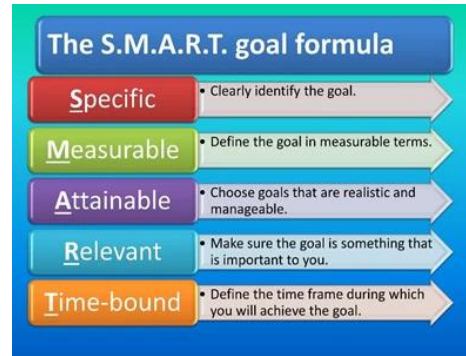 The S.M.A.R.T. goal formula
Specific
• Clearly identify the goal.
Measurable
• Define the goal in measurable terms.
Attainable
• Choose goals that are realistic and
manageable.
Relevant
• Make sure the goal is something that
is important to you.
Time-bound
• Define the time frame during which
you will achieve the goal.